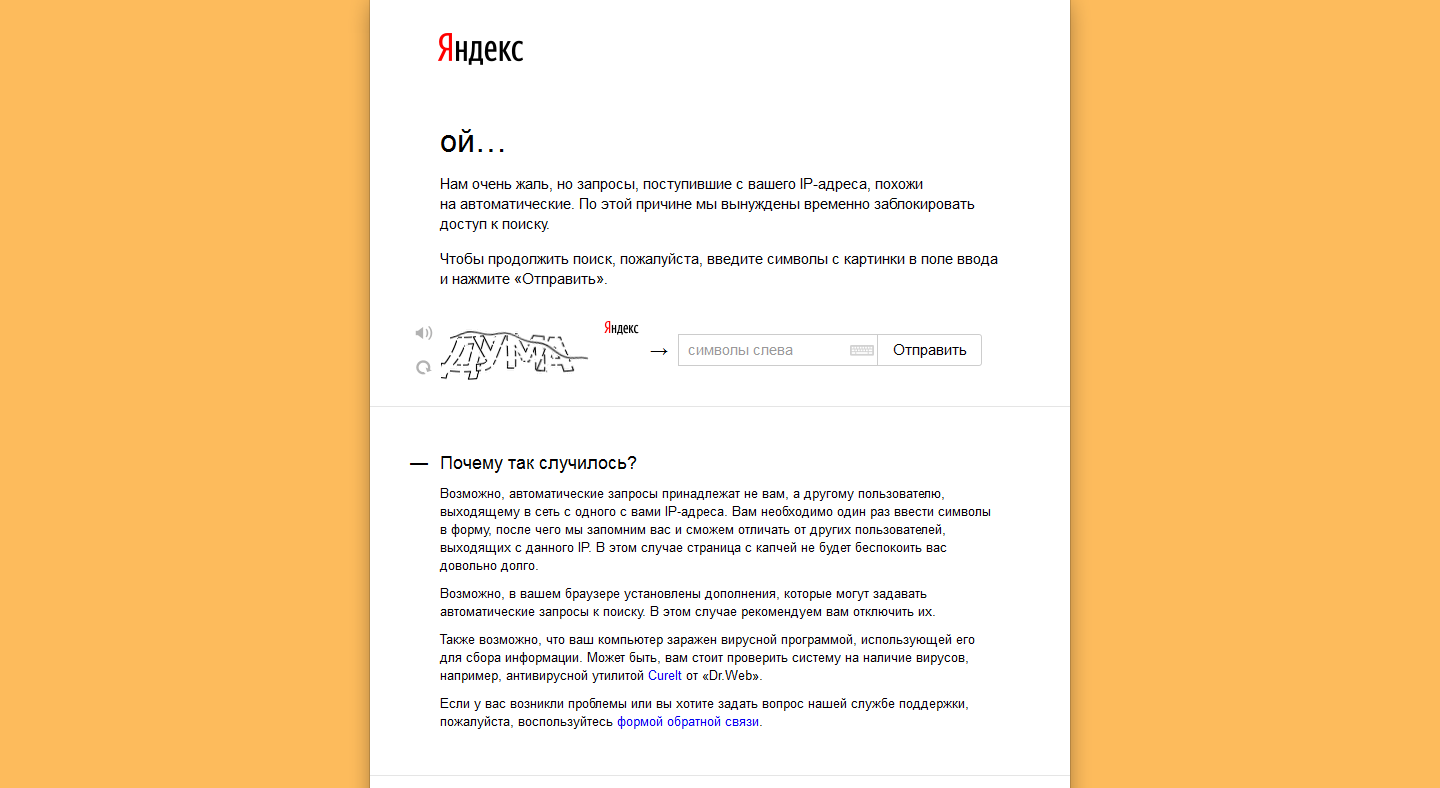 Яндекс
ой…
Нам очень жаль, но запросы, поступившие с вашего IP-адреса, похожи
на автоматические. По этой причине мы вынуждены временно заблокировать
доступ к поиску.
Чтобы продолжить поиск, пожалуйста, введите символы с картинки в поле ввода
и нажмите «Отправить».
ДУМА
Яндекс
→
символы слева
Отправить
— Почему так случилось?
Возможно, автоматические запросы принадлежат не вам, а другому пользователю,
выходящему в сеть с одного с вами IP-адреса. Вам необходимо один раз ввести символы
в форму, после чего мы запомним вас и сможем отличать от других пользователей,
выходящих с данного IP. В этом случае страница с капчей не будет беспокоить вас
довольно долго.
Возможно, в вашем браузере установлены дополнения, которые могут задавать
автоматические запросы к поиску. В этом случае рекомендуем вам отключить их.
Также возможно, что ваш компьютер заражен вирусной программой, использующей его
для сбора информации. Может быть, вам стоит проверить систему на наличие вирусов,
например, антивирусной утилитой CureIt от «Dr.Web».
Если у вас возникли проблемы или вы хотите задать вопрос нашей службе поддержки,
пожалуйста, воспользуйтесь формой обратной связи.